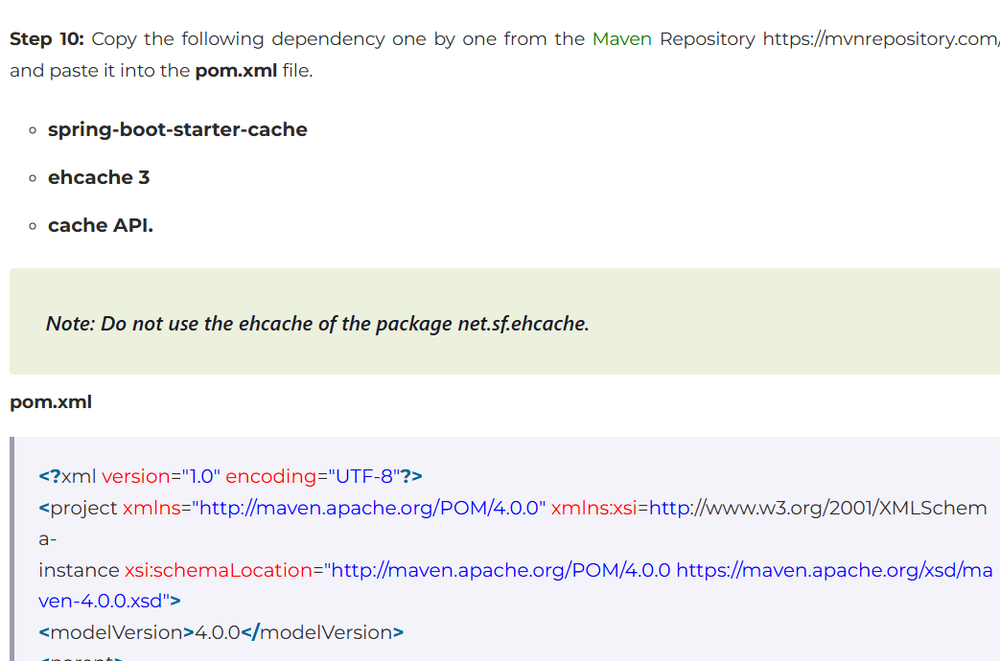 Step 10: Copy the following dependency one by one from the Maven Repository https://mvnrepository.com/
and paste it into the pom.xml file.
spring-boot-starter-cache
ehcache 3
cache API.
Note: Do not use the ehcache of the package net.sf.ehcache.
pom.xml
<?xml version="1.0" encoding="UTF-8"?>
<project xmlns="http://maven.apache.org/POM/4.0.0" xmlns:xsi=http://www.w3.org/2001/XMLSchem
a-
instance xsi:schemaLocation="http://maven.apache.org/POM/4.0.0 https://maven.apache.org/xsd/ma
ven-4.0.0.xsd">
<modelVersion>4.0.0</modelVersion>
<parent>